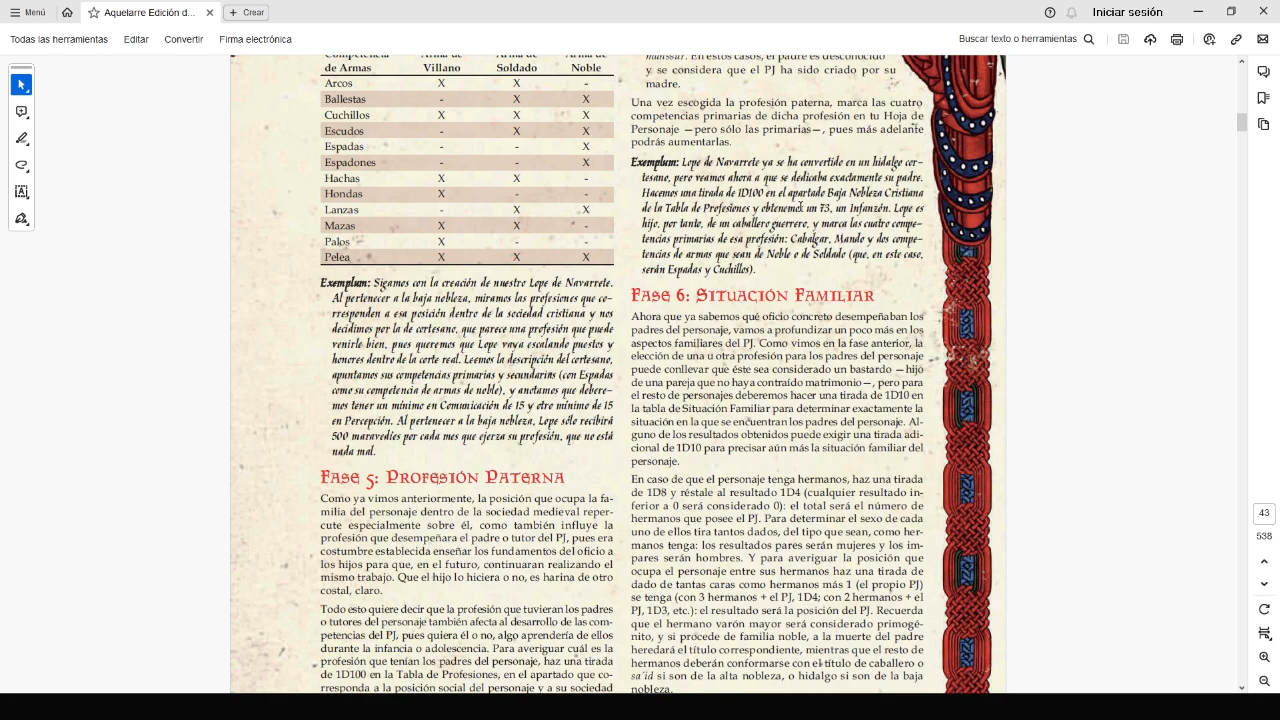 Menú
Aquelarre Edición d...
Crear
Iniciar sesión
Todas las herramientas
Editar
Convertir
Firma electrónica
Buscar texto o herramientas
Competencia
de Armas
Villano
Soldado
Noble
Arcos X X -
Ballestas - X X
Cuchillos X X X
Escudos - X X
Espadas - - X
Espadones - - X
Hachas X X -
Hondas X - -
Lanzas - X X
Mazas X X -
Palos X - -
Pelea X X X
Exemplum: Sigamos con la creación de nuestro Lope de Navarrete.
Al pertenecer a la baja nobleza, miramos las profesiones que co-
rresponden a esa posición dentro de la sociedad cristiana y nos
decidimos por la de cortesano, que parece una profesión que puede
venirle bien, pues queremos que Lope vaya escalando puestos y
honores dentro de la corte real. Leemos la descripción del cortesano,
apuntamos sus competencias primarias y secundarias (con Espadas
como su competencia de armas de noble), y anotamos que debere-
mos tener un mínimo en Comunicación de 15 y otro mínimo de 15
en Percepción. Al pertenecer a la baja nobleza, Lope sólo recibirá
500 maravedíes por cada mes que ejerza su profesión, que no está
nada mal.
Fase 5: Profesión Paterna
Como ya vimos anteriormente, la posición que ocupa la fa-
milia del personaje dentro de la sociedad medieval reper-
cute especialmente sobre él, como también influye la
profesión que desempeñara el padre o tutor del PJ, pues era
costumbre establecida enseñar los fundamentos del oficio a
los hijos para que, en el futuro, continuaran realizando el
mismo trabajo. Que el hijo lo hiciera o no, es harina de otro
costal, claro.
Todo esto quiere decir que la profesión que tuvieran los padres
o tutores del personaje también afecta al desarrollo de las com-
petencias del PJ, pues quiera él o no, algo aprendería de ellos
durante la infancia o adolescencia. Para averiguar cuál es la
profesión que tenían los padres del personaje, haz una tirada
de 1D100 en la Tabla de Profesiones, en el apartado que co-
rresponda a la posición social del personaje y a su sociedad
munssar. En estos casos, el padre es desconocido
y se considera que el PJ ha sido criado por su
madre.
Una vez escogida la profesión paterna, marca las cuatro
competencias primarias de dicha profesión en tu Hoja de
Personaje —pero sólo las primarias—, pues más adelante
podrás aumentarlas.
Exemplum: Lope de Navarrete ya se ha convertido en un hidalgo cor-
tesano, pero veamos ahora a que se dedicaba exactamente su padre.
Hacemos una tirada de 1D100 en el apartado Baja Nobleza Cristiana
de la Tabla de Profesiones y obtenemos un 73, un Infanzón. Lope es
hijo, por tanto, de un caballero guerrero, y marca las cuatro compe-
tencias primarias de esa profesión: Cabalgar, Mando y dos compe-
tencias de armas que sean de Noble o de Soldado (que, en este caso,
serán Espadas y Cuchillos).
Fase 6: Situación Familiar
Ahora que ya sabemos qué oficio concreto desempeñaban los
padres del personaje, vamos a profundizar un poco más en los
aspectos familiares del PJ. Como vimos en la fase anterior, la
elección de una u otra profesión para los padres del personaje
puede conllevar que éste sea considerado un bastardo —hijo
de una pareja que no haya contraído matrimonio—, pero para
el resto de personajes deberemos hacer una tirada de 1D10 en
la tabla de Situación Familiar para determinar exactamente la
situación en la que se encuentran los padres del personaje. Al-
guno de los resultados obtenidos puede exigir una tirada adi-
cional de 1D10 para precisar aún más la situación familiar del
personaje.
En caso de que el personaje tenga hermanos, haz una tirada
de 1D8 y réstale al resultado 1D4 (cualquier resultado in-
ferior a 0 será considerado 0): el total será el número de
hermanos que posee el PJ. Para determinar el sexo de cada
uno de ellos tira tantos dados, del tipo que sean, como her-
manos tenga: los resultados pares serán mujeres y los im-
pares serán hombres. Y para averiguar la posición que
ocupa el personaje entre sus hermanos haz una tirada de
dado de tantas caras como hermanos más 1 (el propio PJ)
se tenga (con 3 hermanos + el PJ, 1D4; con 2 hermanos + el
PJ, 1D3, etc.): el resultado será la posición del PJ. Recuerda
que el hermano varón mayor será considerado primogé-
nito, y si procede de familia noble, a la muerte del padre
heredará el título correspondiente, mientras que el resto de
hermanos deberán conformarse con el título de caballero o
sa'id si son de la alta nobleza, o hidalgo si son de la baja
nobleza.
43
538